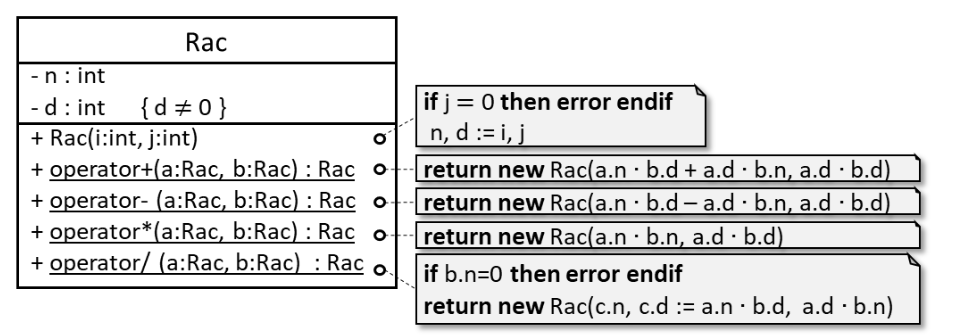 Rac
- n : int
- d : int { d ≠ 0 }
+ Rac(i:int, j:int)
+ operator+(a:Rac, b:Rac) : Rac
+ operator- (a:Rac, b:Rac) : Rac
+ operator*(a:Rac, b:Rac) : Rac
+ operator/ (a:Rac, b:Rac) : Rac
if j = 0 then error endif
n, d := i, j
return new Rac(a.n · b.d + a.d · b.n, a.d · b.d)
return new Rac(a.n · b.d – a.d · b.n, a.d · b.d)
return new Rac(a.n · b.n, a.d · b.d)
if b.n=0 then error endif
return new Rac(c.n, c.d := a.n · b.d, a.d · b.n)